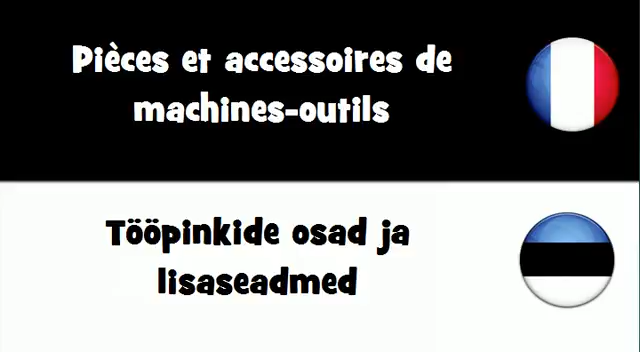 Pièces et accessoires de
machines-outils
Tööpinkide osad ja
lisaseadmed